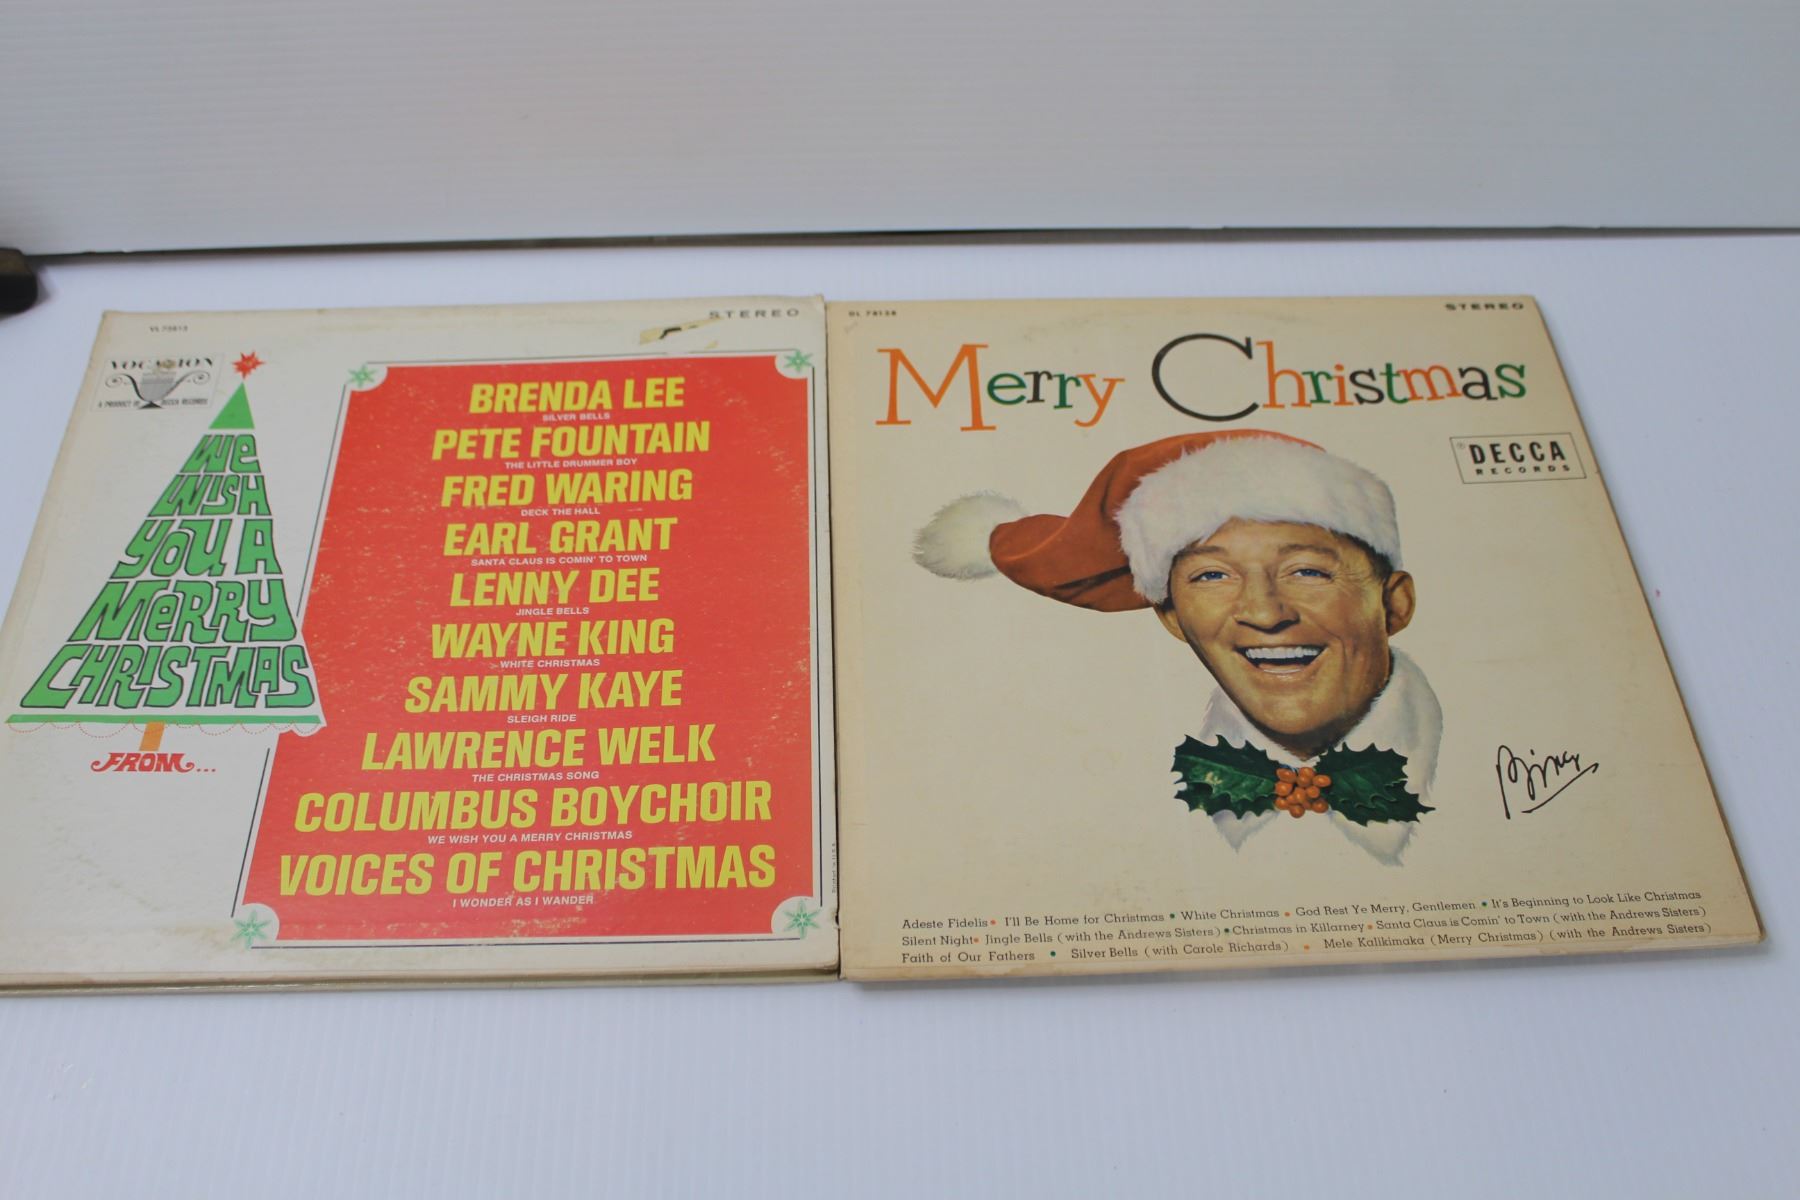 STEREO
VOCALION
A PRODUCT OF DECCA RECORDS
WE
WISH
YOU A
MERRY
CHRISTMAS
FROM...
BRENDA LEE
SILVER BELLS
PETE FOUNTAIN
THE LITTLE DRUMMER BOY
FRED WARING
DECK THE HALL
EARL GRANT
SANTA CLAUS IS COMIN' TO TOWN
LENNY DEE
JINGLE BELLS
WAYNE KING
WHITE CHRISTMAS
SAMMY KAYE
SLEIGH RIDE
LAWRENCE WELK
THE CHRISTMAS SONG
COLUMBUS BOYCHOIR
WE WISH YOU A MERRY CHRISTMAS
VOICES OF CHRISTMAS
I WONDER AS I WANDER
Printed in U.S.A.
DL 78128
STEREO
Merry Christmas
DECCA
RECORDS
Bing
Adeste Fidelis • I'll Be Home for Christmas • White Christmas • God Rest Ye Merry, Gentlemen • It's Beginning to Look Like Christmas
Silent Night • Jingle Bells (with the Andrews Sisters) • Christmas in Killarney • Santa Claus is Comin' to Town (with the Andrews Sisters)
Faith of Our Fathers • Silver Bells (with Carole Richards) • Mele Kalikimaka (Merry Christmas) (with the Andrews Sisters)